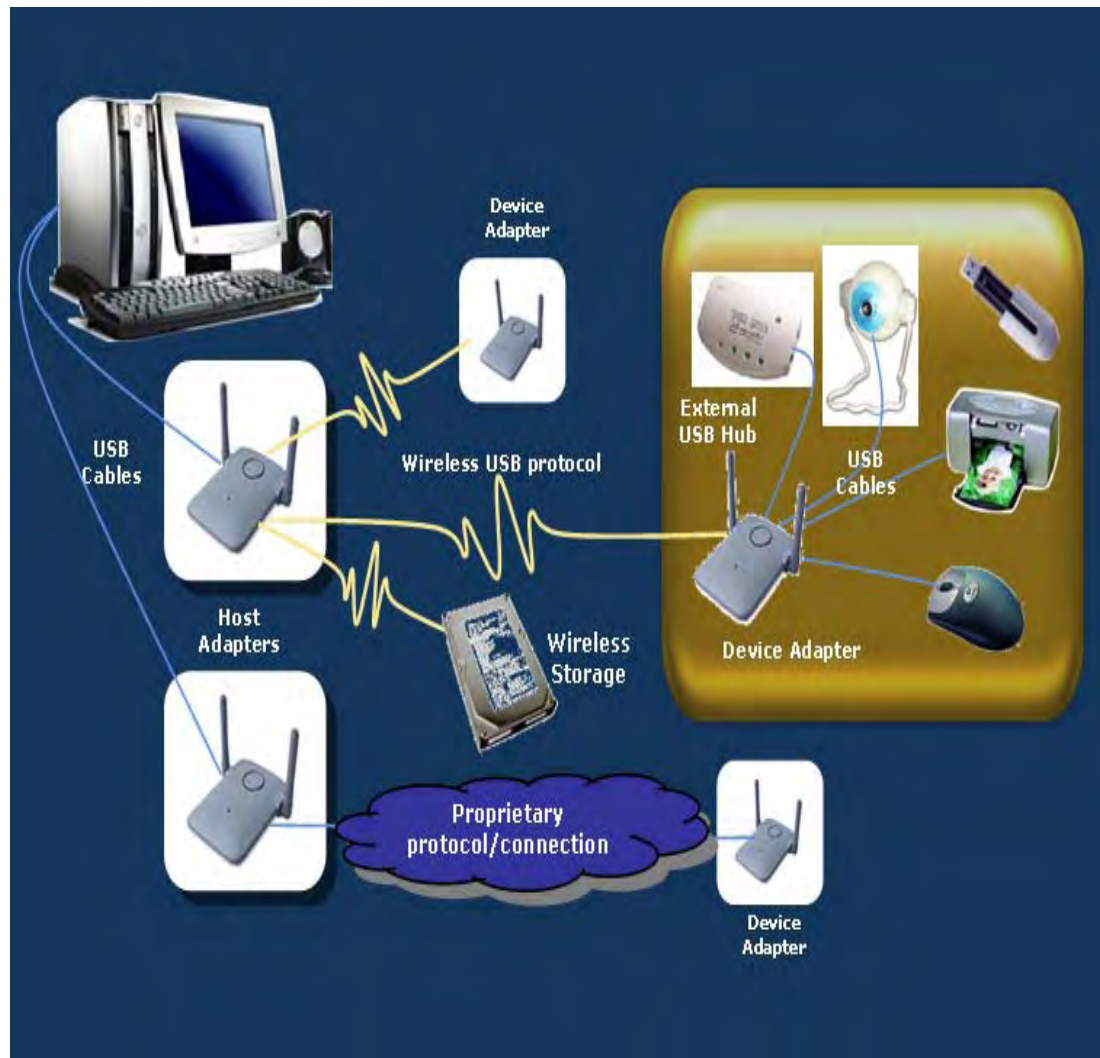 Device
Adapter
External
USB Hub
USB
Cables
USB
Cables
Wireless USB protocol
Host
Adapters
Wireless
Storage
Device Adapter
Proprietary
protocol/connection
Device
Adapter